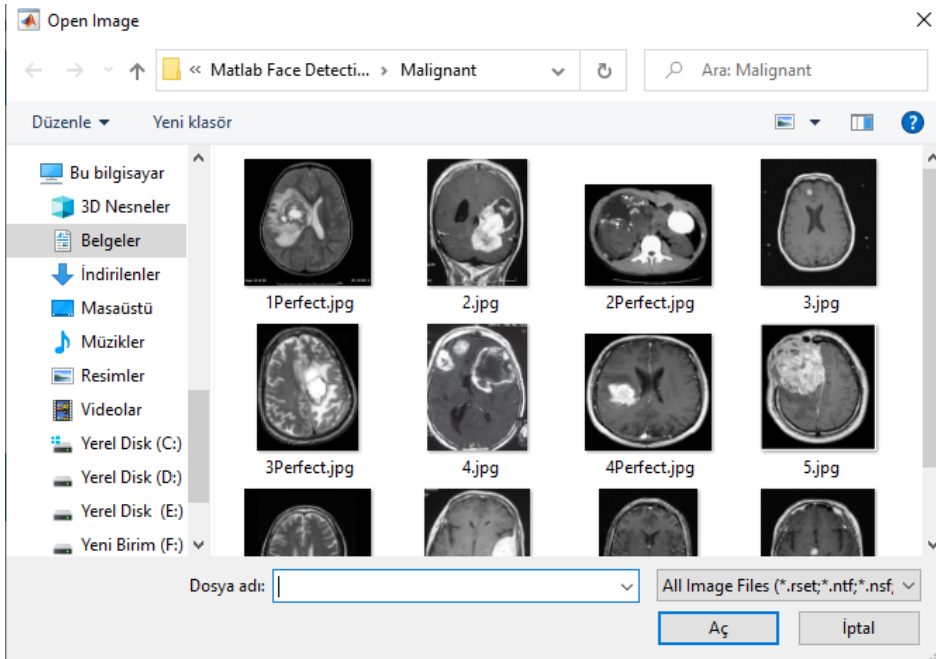 Open Image
« Matlab Face Detecti... › Malignant
Ara: Malignant
Düzenle
Yeni klasör
Bu bilgisayar
3D Nesneler
Belgeler
İndirilenler
Masaüstü
Müzikler
Resimler
Videolar
Yerel Disk (C:)
Yerel Disk (D:)
Yerel Disk (E:)
Yeni Birim (F:)
1Perfect.jpg
2.jpg
2Perfect.jpg
3.jpg
3Perfect.jpg
4.jpg
4Perfect.jpg
5.jpg
Dosya adı:
All Image Files (*.rset;*.ntf;*.nsf;
Aç
İptal